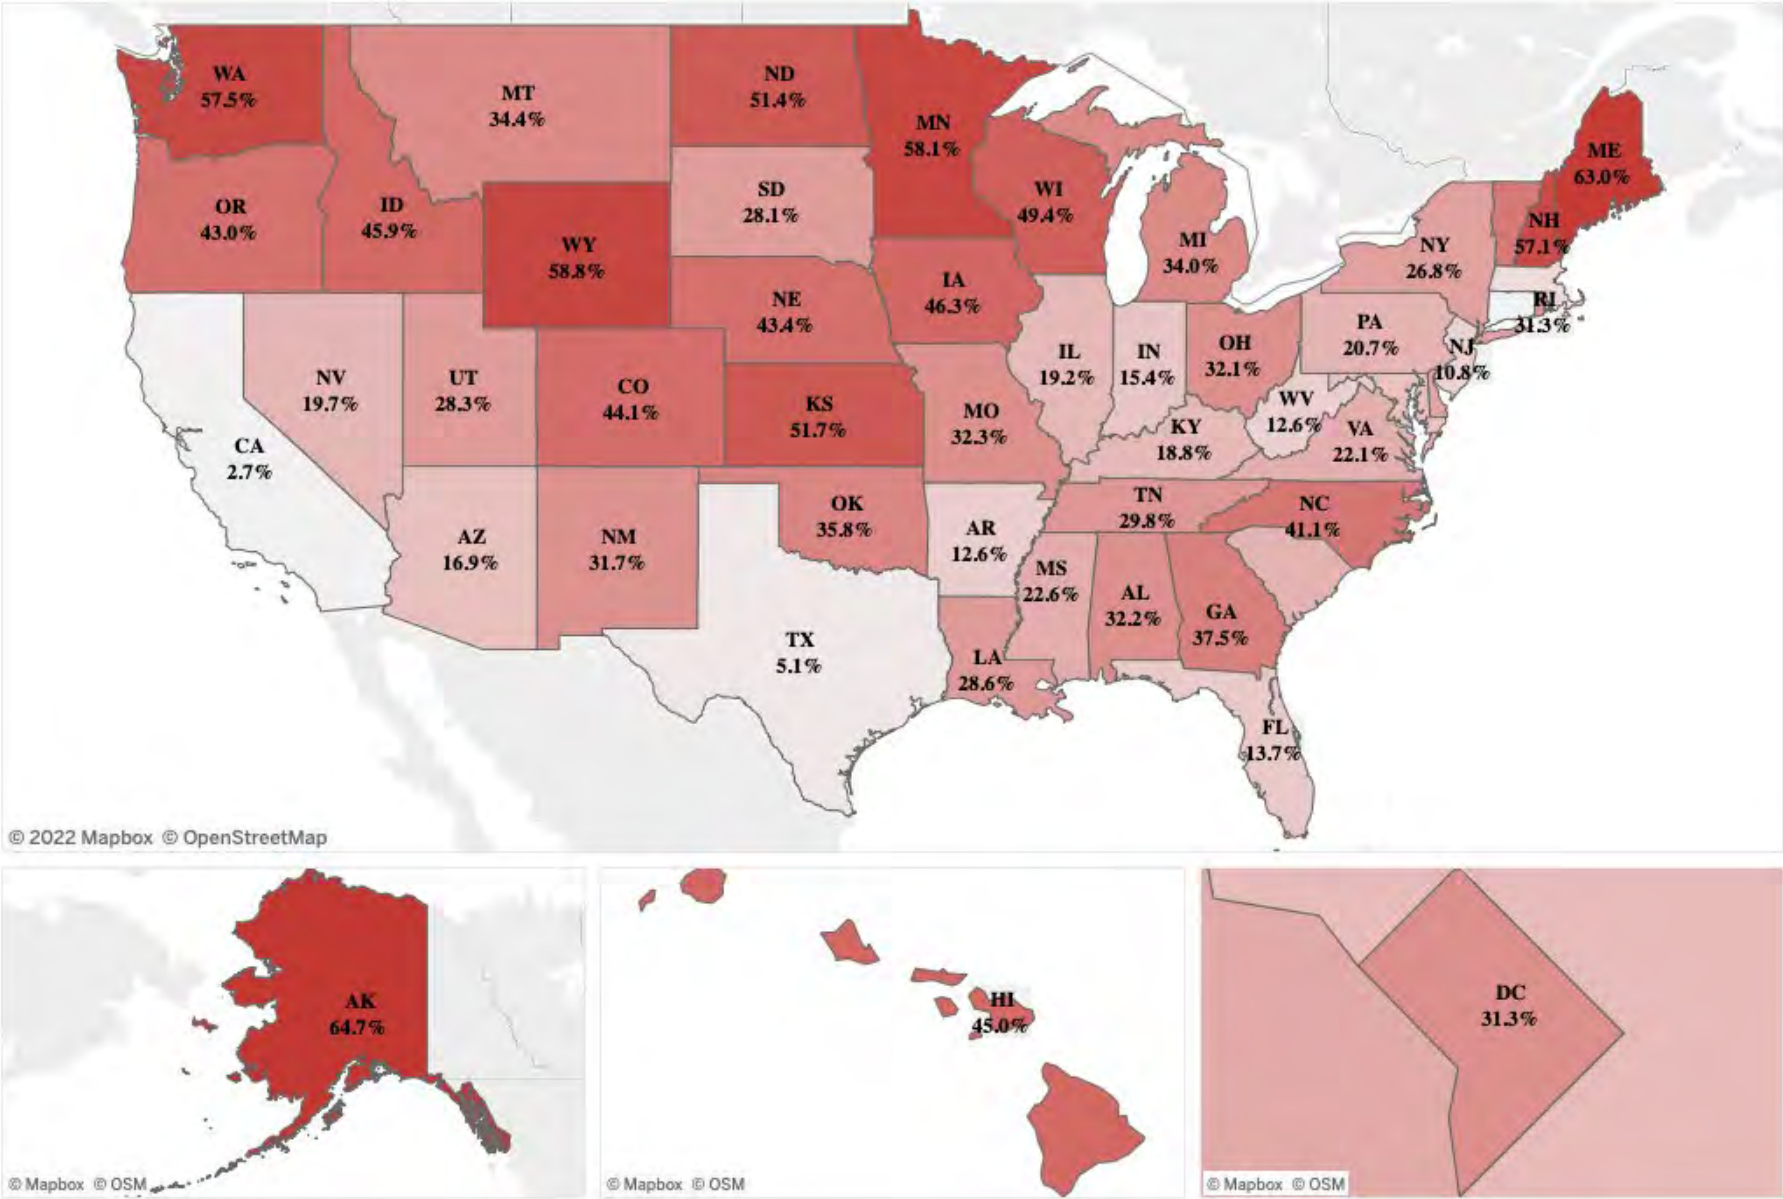 WA
57.5%
MT
34.4%
ND
51.4%
MN
58.1%
ME
63.0%
OR
43.0%
ID
45.9%
WY
58.8%
SD
28.1%
WI
49.4%
MI
34.0%
NY
26.8%
NH
57.1%
NE
43.4%
IA
46.3%
RI
31.3%
PA
20.7%
NJ
10.8%
NV
19.7%
UT
28.3%
CO
44.1%
KS
51.7%
MO
32.3%
IL
19.2%
IN
15.4%
OH
32.1%
WV
12.6%
VA
22.1%
KY
18.8%
CA
2.7%
AZ
16.9%
NM
31.7%
OK
35.8%
AR
12.6%
TN
29.8%
NC
41.1%
MS
22.6%
AL
32.2%
GA
37.5%
TX
5.1%
LA
28.6%
FL
13.7%
© 2022 Mapbox © OpenStreetMap
AK
64.7%
© Mapbox © OSM
HI
45.0%
© Mapbox © OSM
DC
31.3%
© Mapbox © OSM